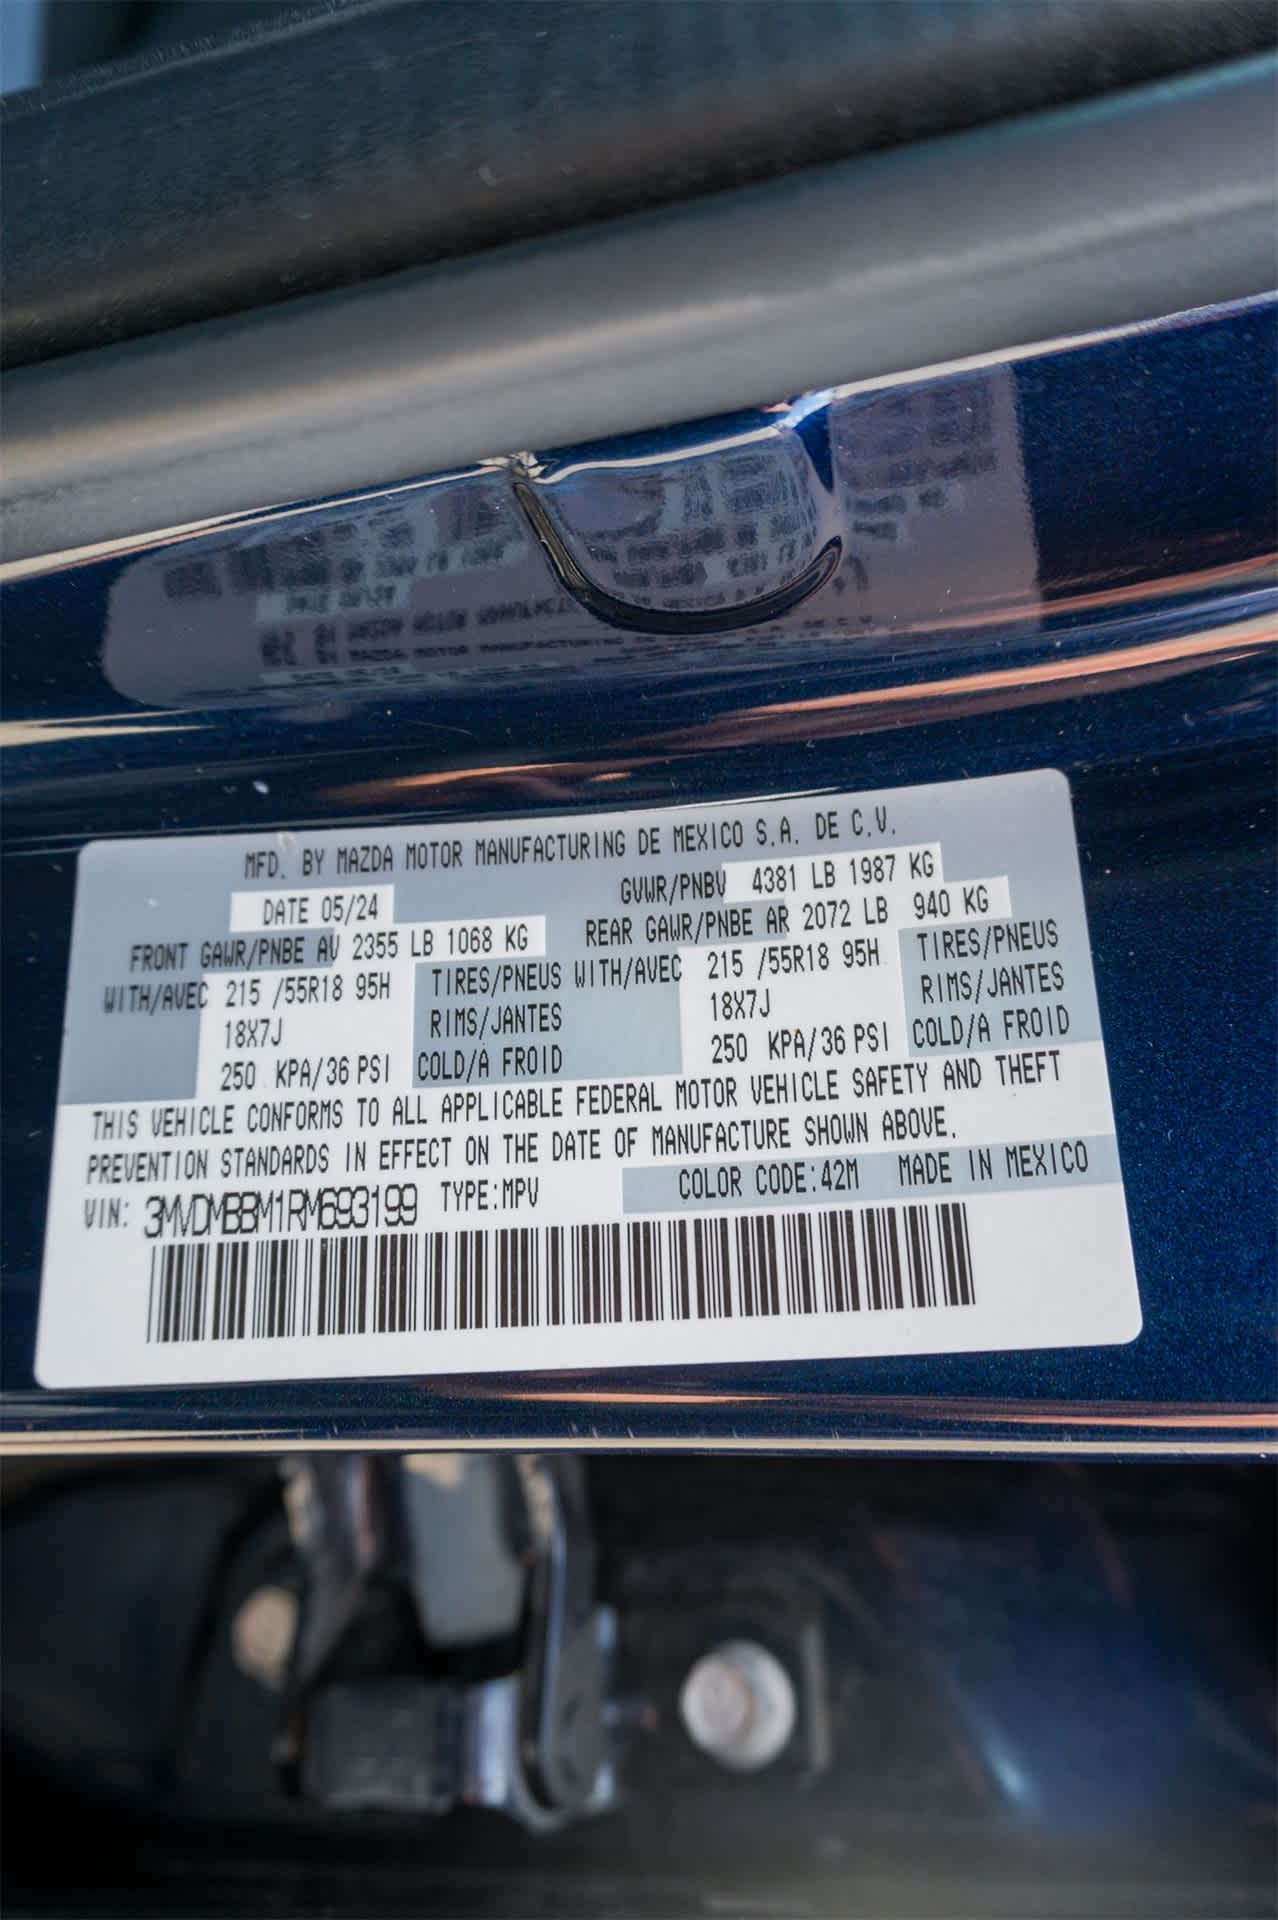 MFD. BY MAZDA MOTOR MANUFACTURING DE MEXICO S.A. DE C.V.
DATE 05/24 GVWR/PNBV 4381 LB 1987 KG
FRONT GAWR/PNBE AV 2355 LB 1068 KG REAR GAWR/PNBE AR 2072 LB 940 KG
WITH/AVEC 215 /55R18 95H TIRES/PNEUS WITH/AVEC 215 /55R18 95H TIRES/PNEUS
18X7J RIMS/JANTES 18X7J RIMS/JANTES
250 KPA/36 PSI COLD/A FROID 250 KPA/36 PSI COLD/A FROID
THIS VEHICLE CONFORMS TO ALL APPLICABLE FEDERAL MOTOR VEHICLE SAFETY AND THEFT
PREVENTION STANDARDS IN EFFECT ON THE DATE OF MANUFACTURE SHOWN ABOVE.
VIN: 3MVDMBBM1RM693199 TYPE:MPV COLOR CODE:42M MADE IN MEXICO